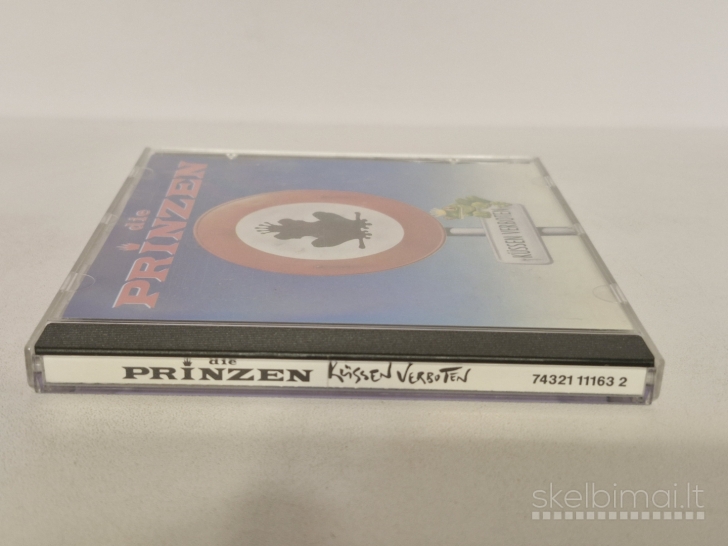 die
PRINZEN
KÜSSEN VERBOTEN
die
PRINZEN KÜSSEN VERBOTEN 74321 11163 2
skelbimai.lt